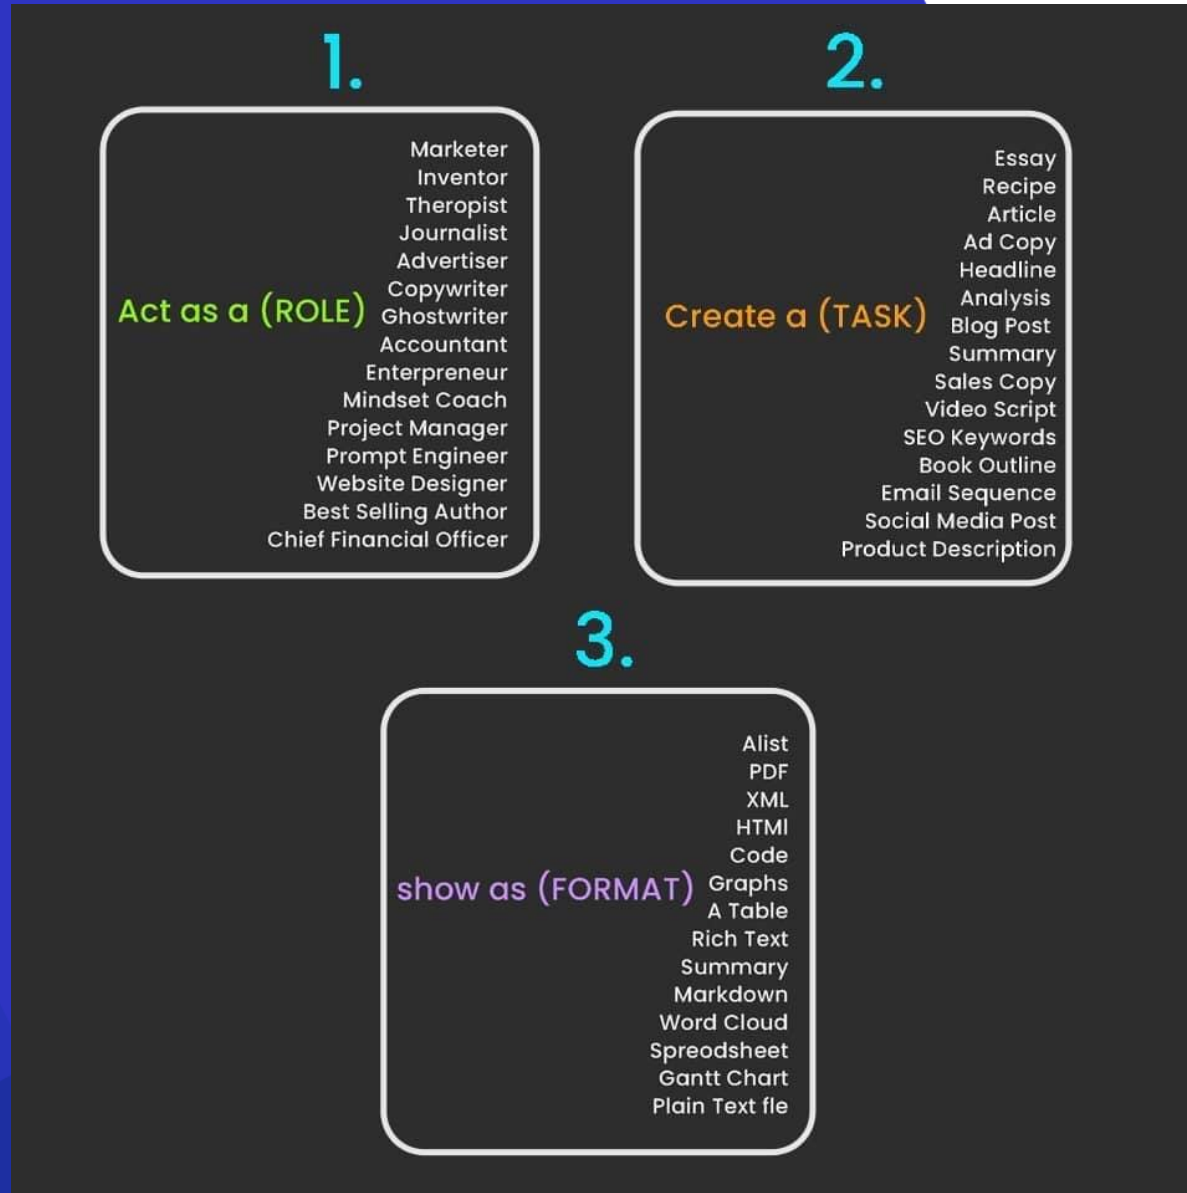 1.
Act as a (ROLE)
Marketer
Inventor
Theropist
Journalist
Advertiser
Copywriter
Ghostwriter
Accountant
Enterpreneur
Mindset Coach
Project Manager
Prompt Engineer
Website Designer
Best Selling Author
Chief Financial Officer
2.
Create a (TASK)
Essay
Recipe
Article
Ad Copy
Headline
Analysis
Blog Post
Summary
Sales Copy
Video Script
SEO Keywords
Book Outline
Email Sequence
Social Media Post
Product Description
3.
show as (FORMAT)
Alist
PDF
XML
HTMl
Code
Graphs
A Table
Rich Text
Summary
Markdown
Word Cloud
Spreodsheet
Gantt Chart
Plain Text fle